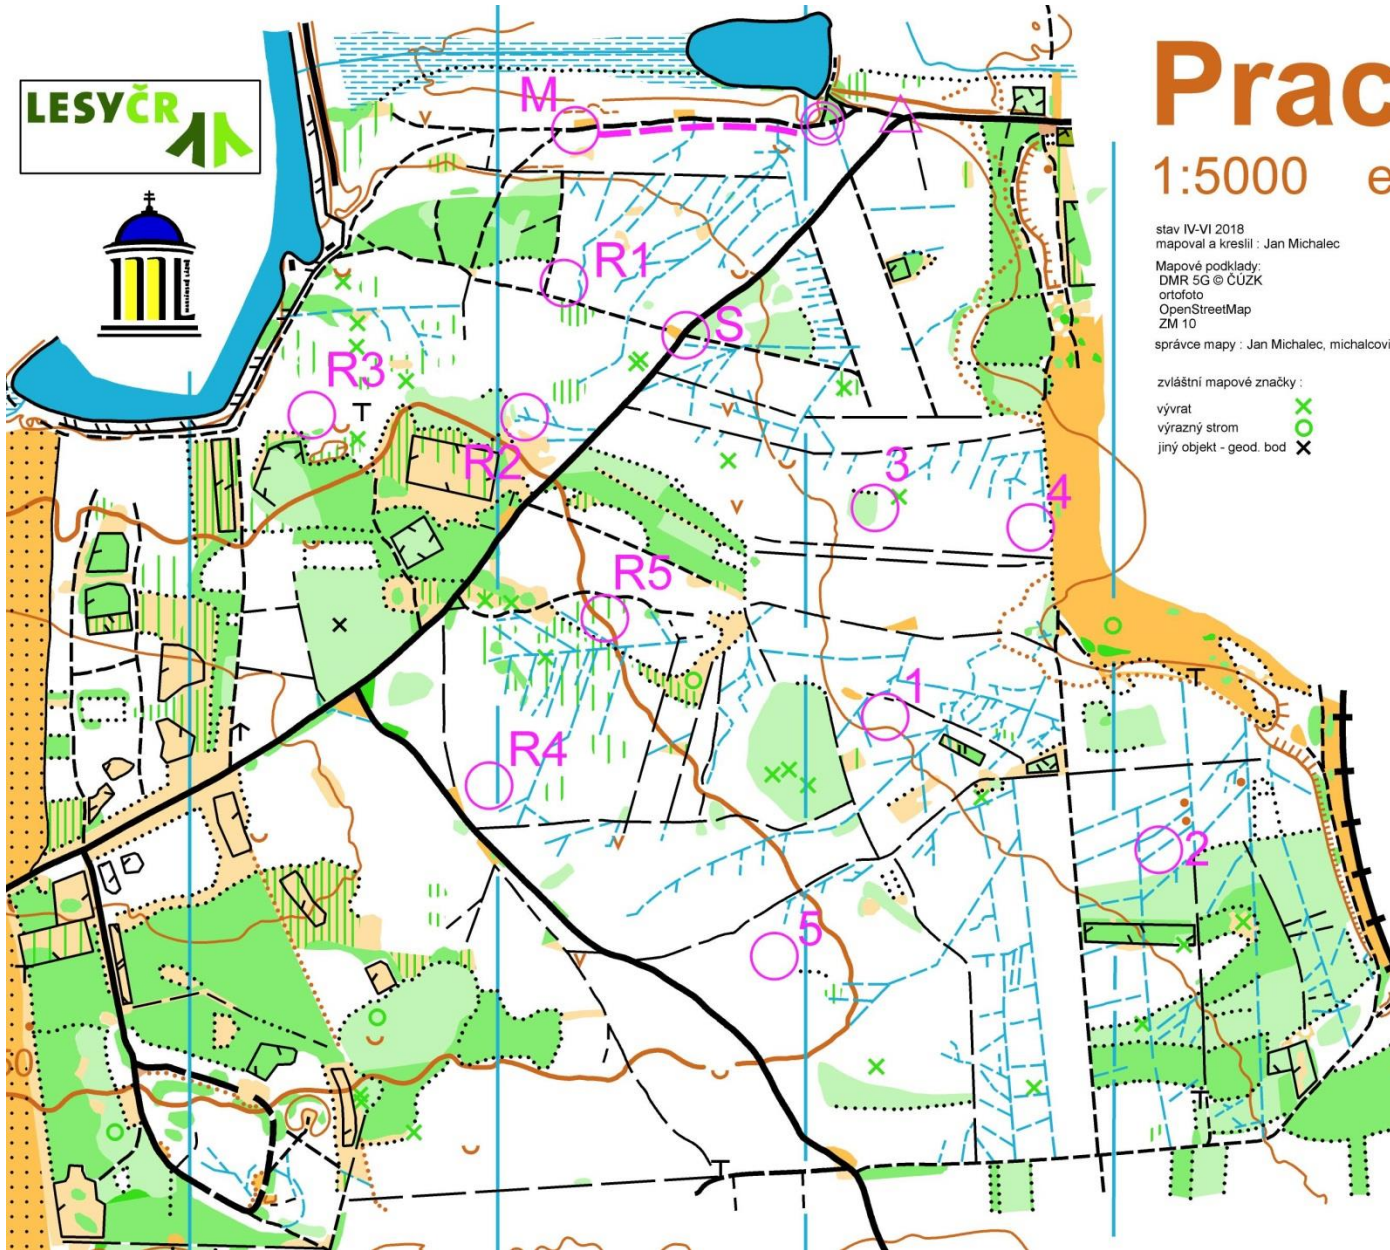 LESYČR
M
Prac
1:5000 e
stav IV-VI 2018
mapoval a kreslil : Jan Michalec
Mapové podklady:
DMR 5G © ČÚZK
ortofoto
OpenStreetMap
ZM 10
správce mapy : Jan Michalec, michalcovi
zvláštní mapové značky :
vývrat
výrazný strom
jiný objekt - geod. bod
R1
S
R3
R2
3
4
R5
1
R4
2
5
50